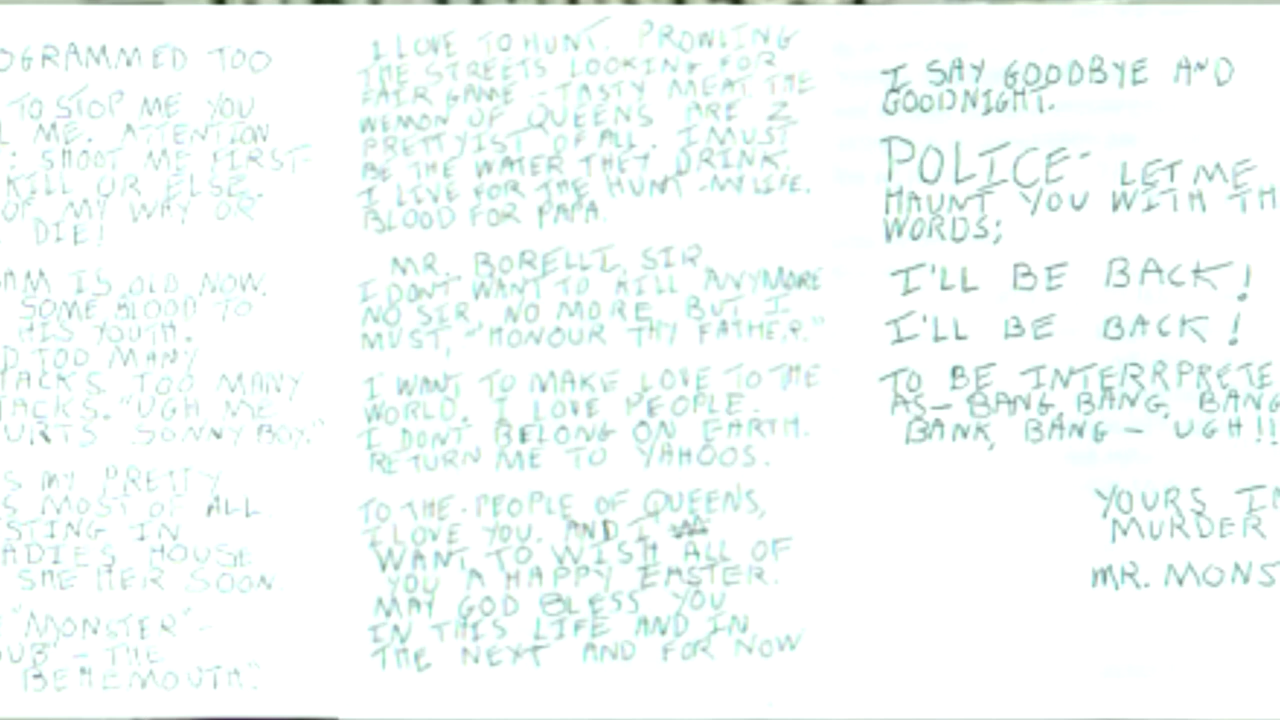 OGRAMMED TOO
TO STOP ME YOU
L ME. ATTENTION
: SHOOT ME FIRST-
KILL OR ELSE.
OF MY WAY OR
DIE!
AM IS OLD NOW.
SOME BLOOD TO
HIS YOUTH.
D TOO MANY
TACKS. TOO MANY
TACKS. "UGH ME
URTS SONNY BOY."
S MY PRETTY
S MOST OF ALL.
STING IN
ADIES HOUSE
SHE HER SOON
"MONSTER" -
UB" - THE
BEHEMOUTH."
I LOVE TO HUNT. PROWLING
THE STREETS LOOKING FOR
FAIR GAME - TASTY MEAT. THE
WEMON OF QUEENS ARE Z
PRETTYIST OF ALL. I MUST
BE THE WATER THEY DRINK.
I LIVE FOR THE HUNT - MY LIFE.
BLOOD FOR PAPA.
MR. BORELLI, SIR
I DONT WANT TO KILL ANYMORE
NO SIR, NO MORE BUT I
MUST, "HONOUR THY FATHER."
I WANT TO MAKE LOVE TO THE
WORLD. I LOVE PEOPLE.
I DONT BELONG ON EARTH.
RETURN ME TO YAHOOS.
TO THE PEOPLE OF QUEENS,
I LOVE YOU. AND I
WANT TO WISH ALL OF
YOU A HAPPY EASTER.
MAY GOD BLESS YOU
IN THIS LIFE AND IN
THE NEXT AND FOR NOW
I SAY GOODBYE AND
GOODNIGHT.
POLICE- LET ME
HAUNT YOU WITH TH
WORDS;
I'LL BE BACK!
I'LL BE BACK!
TO BE INTERRPRETE
AS- BANG, BANG, BANG
BANK, BANG - UGH!!
YOURS IN
MURDER
MR. MONS